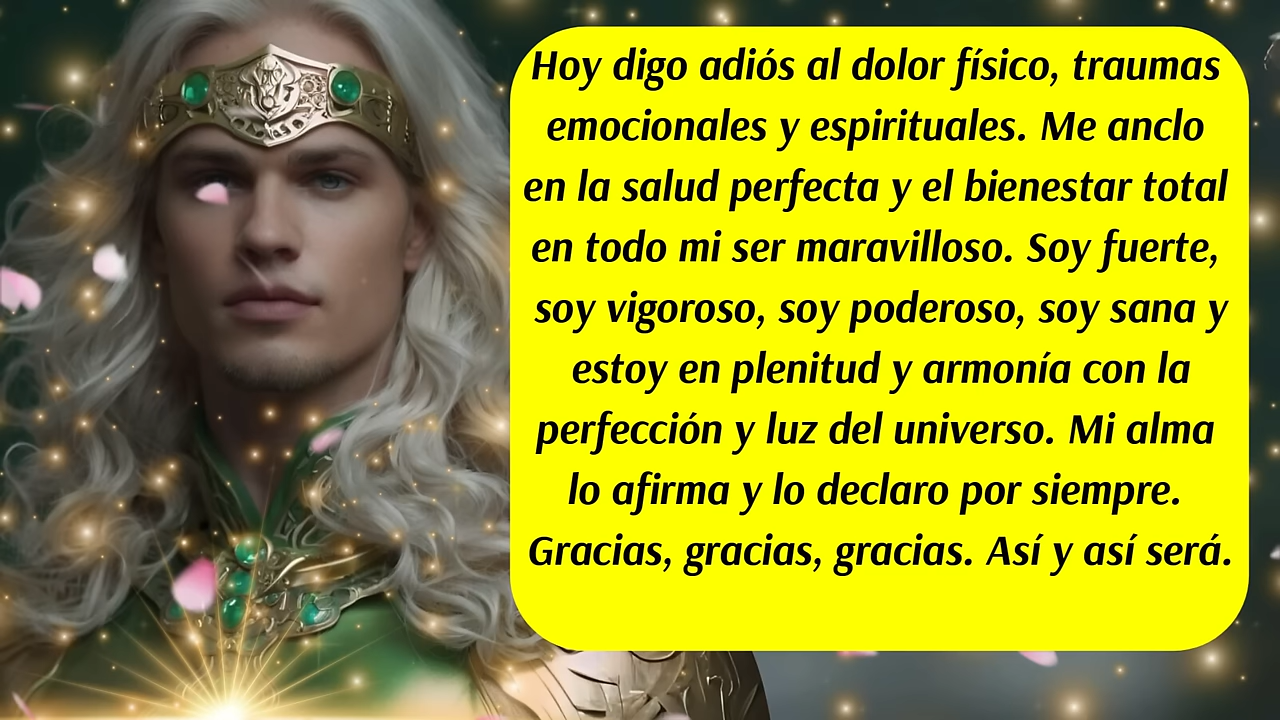 Hoy digo adiós al dolor físico, traumas
emocionales y espirituales. Me anclo
en la salud perfecta y el bienestar total
en todo mi ser maravilloso. Soy fuerte,
soy vigoroso, soy poderoso, soy sana y
estoy en plenitud y armonía con la
perfección y luz del universo. Mi alma
lo afirma y lo declaro por siempre.
Gracias, gracias, gracias. Así y así será.